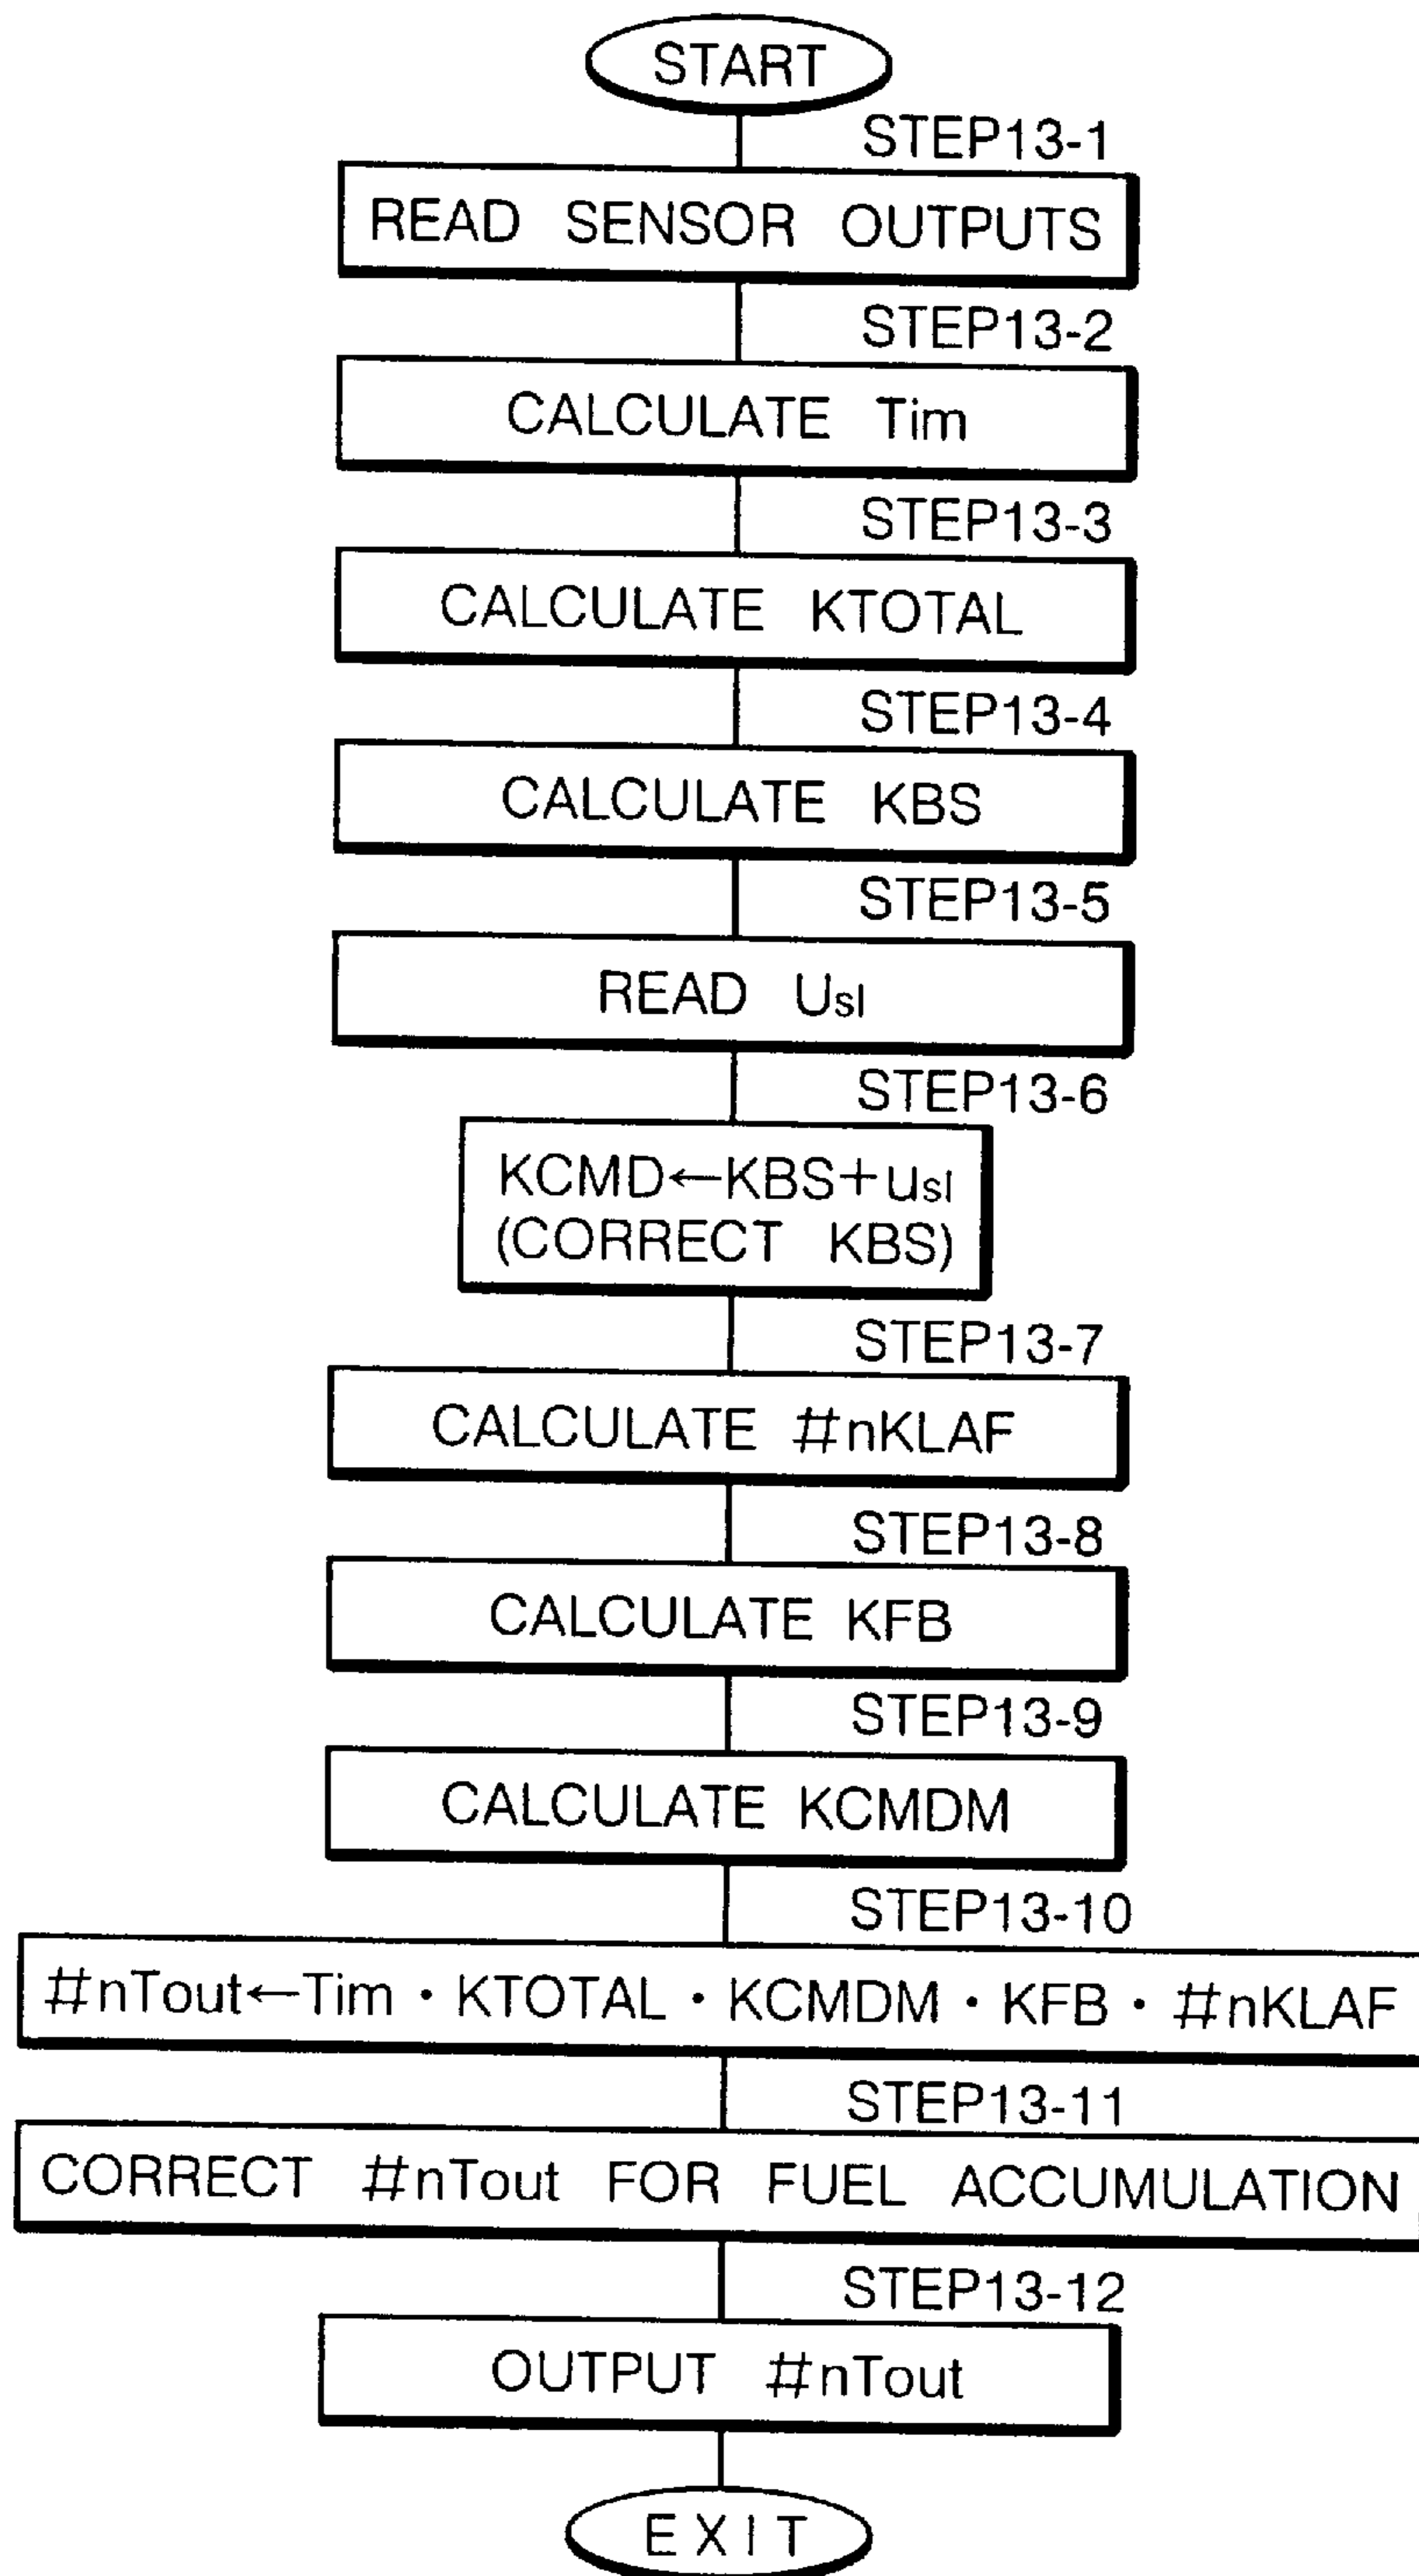 START
STEP13-1
READ SENSOR OUTPUTS
STEP13-2
CALCULATE Tim
STEP13-3
CALCULATE KTOTAL
STEP13-4
CALCULATE KBS
STEP13-5
READ Usl
STEP13-6
KCMD←KBS+usl
(CORRECT KBS)
STEP13-7
CALCULATE #nKLAF
STEP13-8
CALCULATE KFB
STEP13-9
CALCULATE KCMDM
STEP13-10
#nTout←Tim・KTOTAL・KCMDM・KFB・#nKLAF
STEP13-11
CORRECT #nTout FOR FUEL ACCUMULATION
STEP13-12
OUTPUT #nTout
EXIT